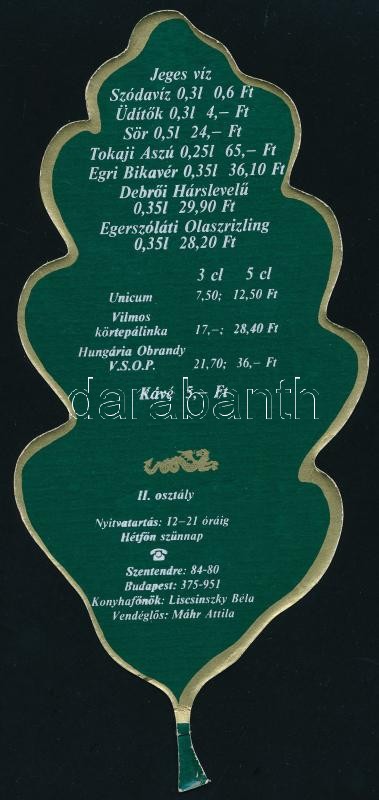 Jeges víz
Szódavíz 0,3l 0,6 Ft
Üdítők 0,3l 4,– Ft
Sör 0,5l 24,– Ft
Tokaji Aszú 0,25l 65,– Ft
Egri Bikavér 0,35l 36,10 Ft
Debrői Hárslevelű
0,35l 29,90 Ft
Egerszóláti Olaszrizling
0,35l 28,20 Ft
3 cl 5 cl
Unicum 7,50; 12,50 Ft
Vilmos
körtepálinka 17,–; 28,40 Ft
Hungária Obrandy
V.S.O.P. 21,70; 36,– Ft
Kávé 5,– Ft
darabanth
II. osztály
Nyitvatartás: 12–21 óráig
Hétfőn szünnap
Szentendre: 84-80
Budapest: 375-951
Konyhafőnök: Liscsinszky Béla
Vendéglős: Máhr Attila